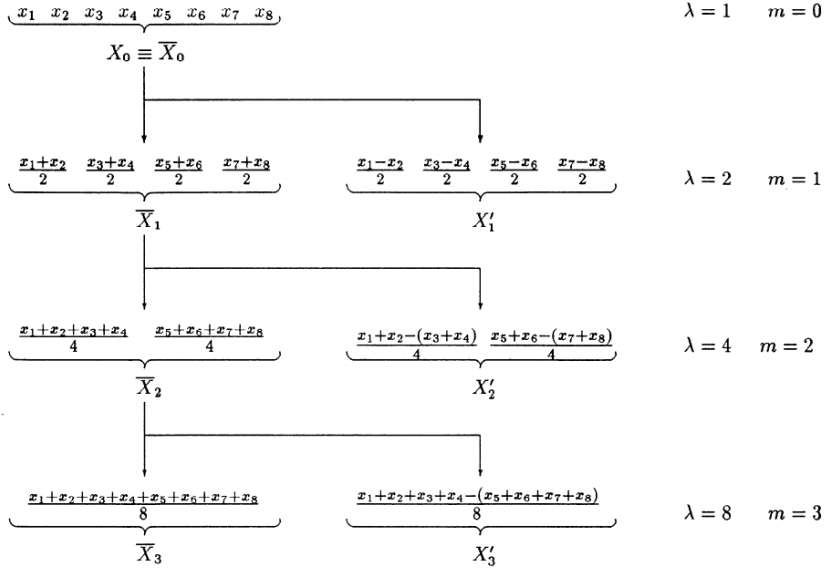 x₁ x₂ x₃ x₄ x₅ x₆ x₇ x₈ λ = 1 m = 0
X₀ ≡ X̅₀
(x₁+x₂)/2 (x₃+x₄)/2 (x₅+x₆)/2 (x₇+x₈)/2 (x₁−x₂)/2 (x₃−x₄)/2 (x₅−x₆)/2 (x₇−x₈)/2 λ = 2 m = 1
X̅₁ X′₁
(x₁+x₂+x₃+x₄)/4 (x₅+x₆+x₇+x₈)/4 (x₁+x₂−(x₃+x₄))/4 (x₅+x₆−(x₇+x₈))/4 λ = 4 m = 2
X̅₂ X′₂
(x₁+x₂+x₃+x₄+x₅+x₆+x₇+x₈)/8 (x₁+x₂+x₃+x₄−(x₅+x₆+x₇+x₈))/8 λ = 8 m = 3
X̅₃ X′₃